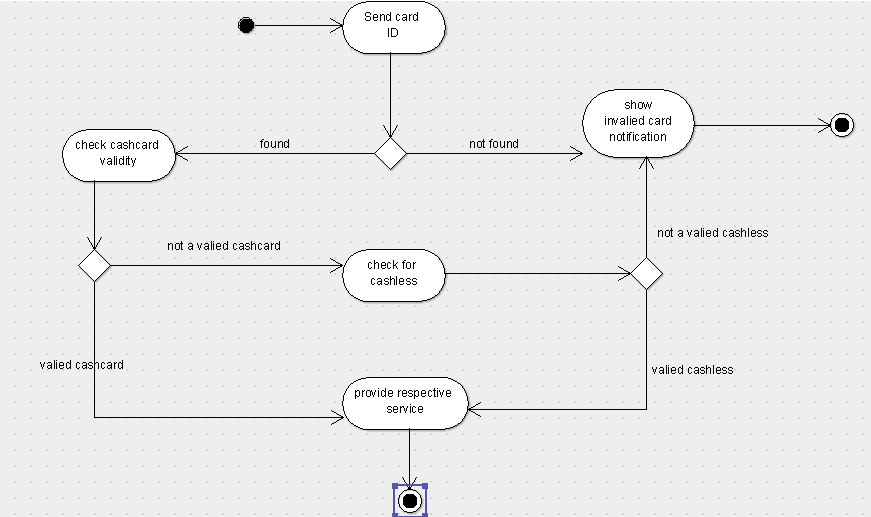 Send card
ID
show
invalied card
notification
check cashcard
validity
found
not found
not a valied cashless
not a valied cashcard
check for
cashless
valied cashcard
valied cashless
provide respective
service